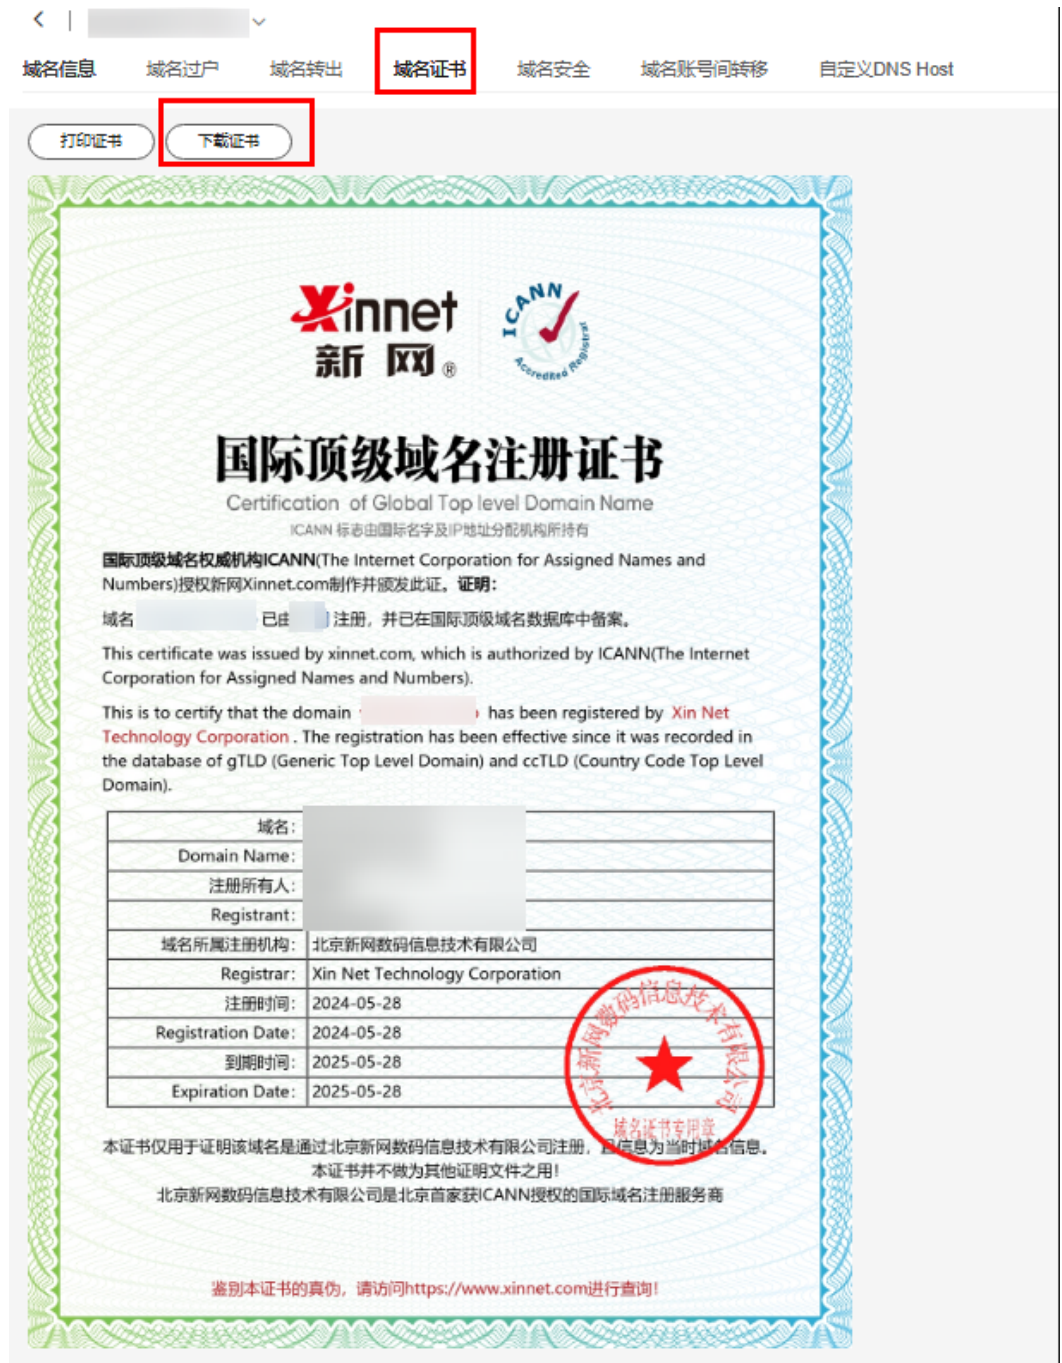 域名信息 域名过户 域名转出 域名证书 域名安全 域名账号间转移 自定义DNS Host
打印证书 下载证书
Xinnet
新网®
ICANN
Accredited Registrar
国际顶级域名注册证书
Certification of Global Top level Domain Name
ICANN 标志由国际名字及IP地址分配机构所持有
国际顶级域名权威机构ICANN(The Internet Corporation for Assigned Names and
Numbers)授权新网Xinnet.com制作并颁发此证。证明：
域名 已由 注册，并已在国际顶级域名数据库中备案。
This certificate was issued by xinnet.com, which is authorized by ICANN(The Internet
Corporation for Assigned Names and Numbers).
This is to certify that the domain has been registered by Xin Net
Technology Corporation . The registration has been effective since it was recorded in
the database of gTLD (Generic Top Level Domain) and ccTLD (Country Code Top Level
Domain).
域名：
Domain Name：
注册所有人：
Registrant：
域名所属注册机构： 北京新网数码信息技术有限公司
Registrar： Xin Net Technology Corporation
注册时间： 2024-05-28
Registration Date： 2024-05-28
到期时间： 2025-05-28
Expiration Date： 2025-05-28
北京新网数码信息技术有限公司
域名证书专用章
本证书仅用于证明该域名是通过北京新网数码信息技术有限公司注册，且信息为当时域名信息。
本证书并不做为其他证明文件之用！
北京新网数码信息技术有限公司是北京首家获ICANN授权的国际域名注册服务商
鉴别本证书的真伪，请访问https://www.xinnet.com进行查询！